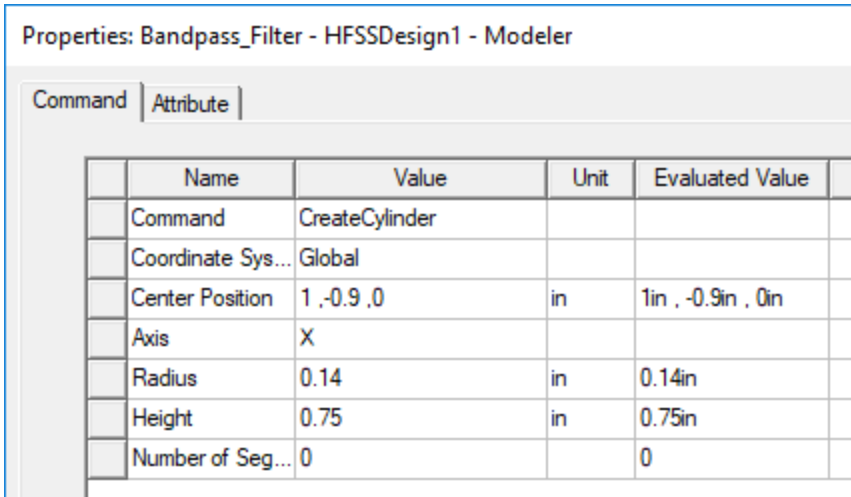 Properties: Bandpass_Filter - HFSSDesign1 - Modeler
Command Attribute
Name Value Unit Evaluated Value
Command CreateCylinder
Coordinate Sys... Global
Center Position 1 ,-0.9 ,0 in 1in , -0.9in , 0in
Axis X
Radius 0.14 in 0.14in
Height 0.75 in 0.75in
Number of Seg... 0 0